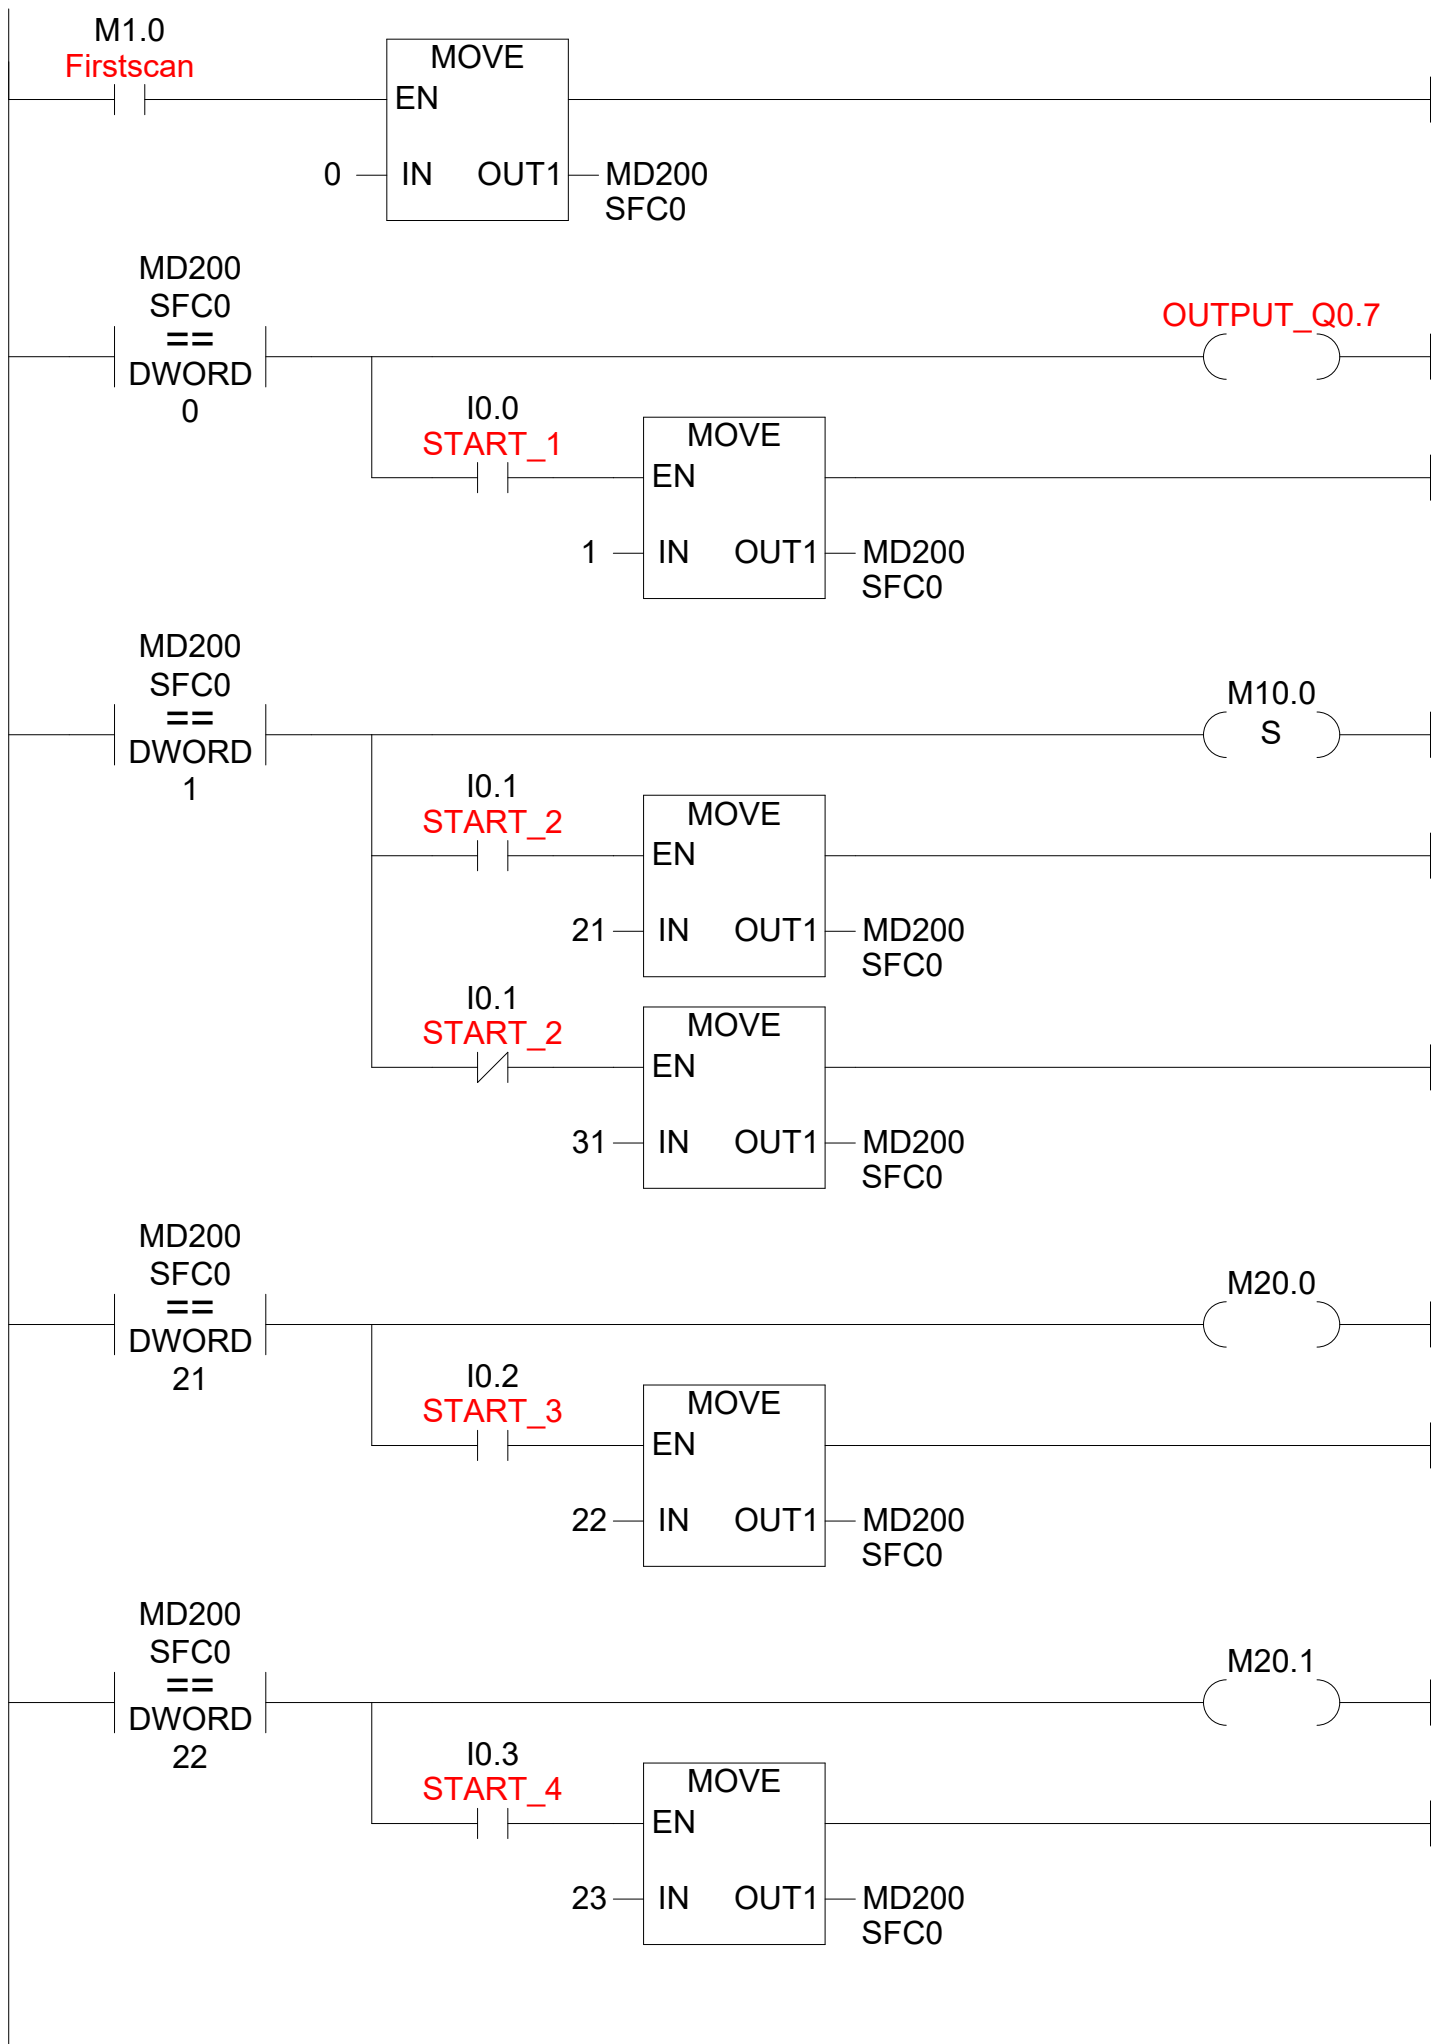 M1.0
Firstscan
MOVE
EN
0
IN
OUT1
MD200
SFC0
MD200
SFC0
==
DWORD
0
OUTPUT_Q0.7
I0.0
START_1
MOVE
EN
1
IN
OUT1
MD200
SFC0
MD200
SFC0
==
DWORD
1
M10.0
S
I0.1
START_2
MOVE
EN
21
IN
OUT1
MD200
SFC0
I0.1
START_2
MOVE
EN
31
IN
OUT1
MD200
SFC0
MD200
SFC0
==
DWORD
21
M20.0
I0.2
START_3
MOVE
EN
22
IN
OUT1
MD200
SFC0
MD200
SFC0
==
DWORD
22
M20.1
I0.3
START_4
MOVE
EN
23
IN
OUT1
MD200
SFC0